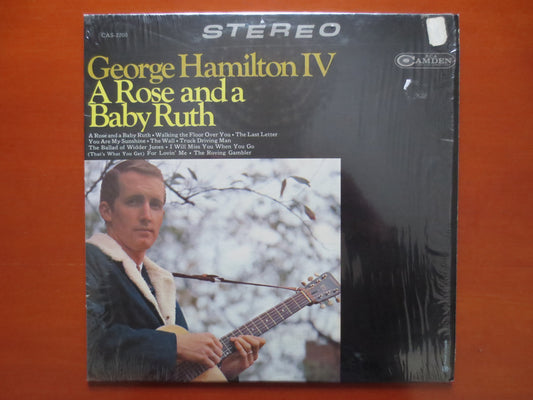 STEREO
CAS-2200
RCA
CAMDEN
George Hamilton IV
A Rose and a
Baby Ruth
A Rose and a Baby Ruth • Walking the Floor Over You • The Last Letter
You Are My Sunshine • The Wall • Truck Driving Man
The Ballad of Widder Jones • I Will Miss You When You Go
(That's What You Get) For Lovin' Me • The Roving Gambler